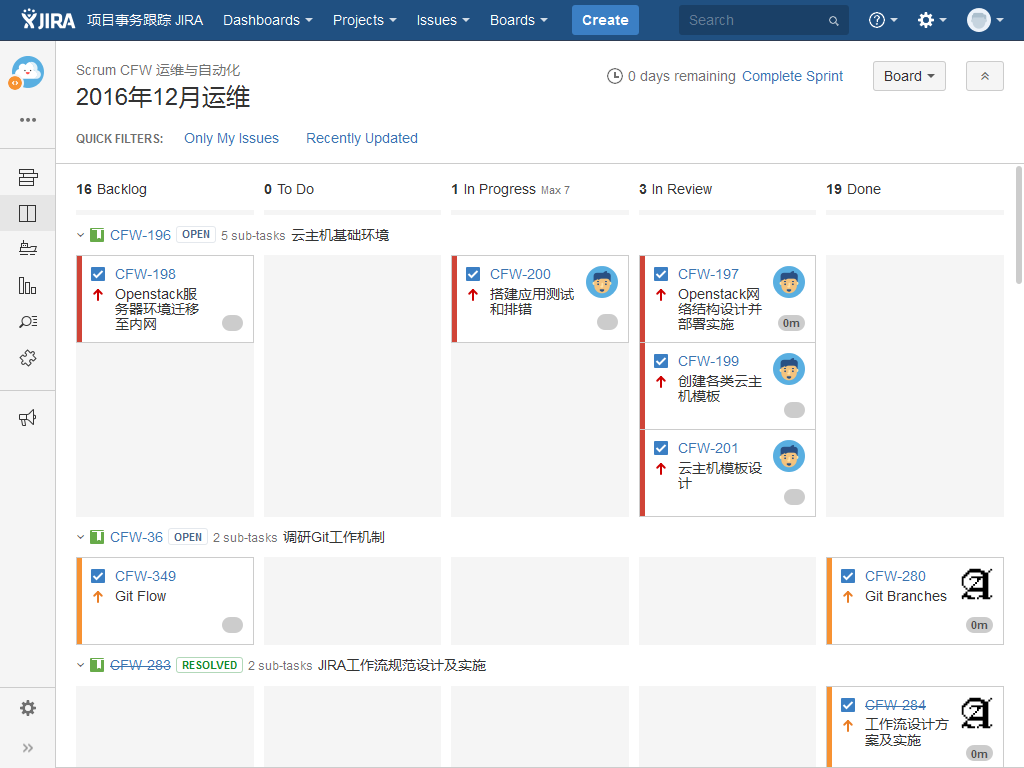 JIRA 项目事务跟踪 JIRA Dashboards Projects Issues Boards Create Search
Scrum CFW 运维与自动化
2016年12月运维
0 days remaining Complete Sprint Board
QUICK FILTERS: Only My Issues Recently Updated
16 Backlog 0 To Do 1 In Progress Max 7 3 In Review 19 Done
CFW-196 OPEN 5 sub-tasks 云主机基础环境
CFW-198
Openstack服
务器环境迁移
至内网
CFW-200
搭建应用测试
和排错
CFW-197
Openstack网
络结构设计并
部署实施
0m
CFW-199
创建各类云主
机模板
CFW-201
云主机模板设
计
CFW-36 OPEN 2 sub-tasks 调研Git工作机制
CFW-349
Git Flow
CFW-280
Git Branches
0m
CFW-283 RESOLVED 2 sub-tasks JIRA工作流规范设计及实施
CFW-284
工作流设计方
案及实施
0m